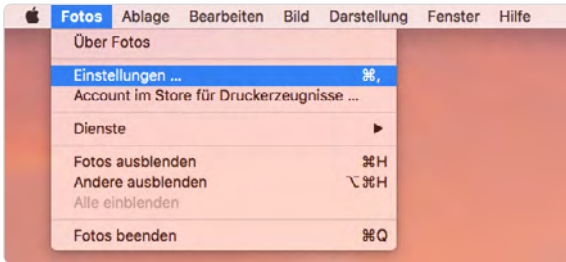 Fotos Ablage Bearbeiten Bild Darstellung Fenster Hilfe
Über Fotos
Einstellungen ... ⌘,
Account im Store für Druckerzeugnisse ...
Dienste ▶
Fotos ausblenden ⌘H
Andere ausblenden ⌥⌘H
Alle einblenden
Fotos beenden ⌘Q